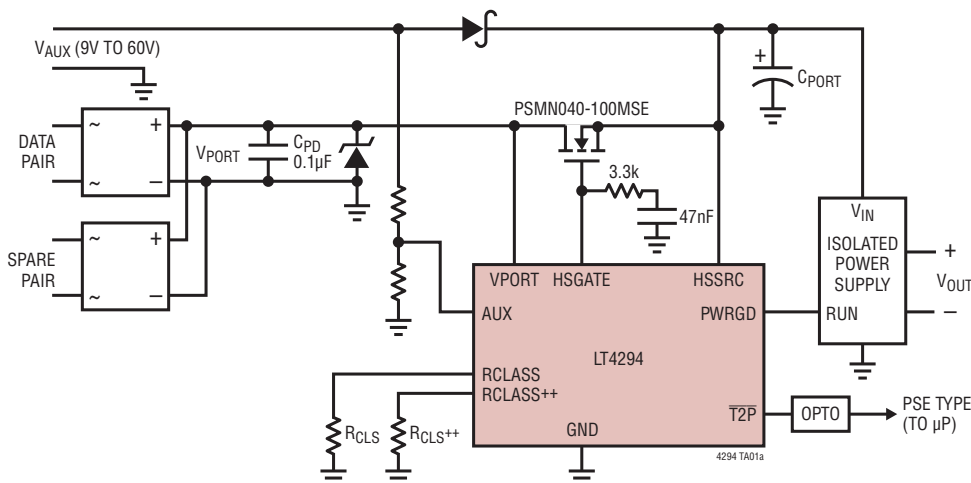 VAUX (9V TO 60V)
+
CPORT
PSMN040-100MSE
DATA
PAIR
~
+
~
−
VPORT
CPD
0.1µF
3.3k
47nF
SPARE
PAIR
~
+
~
−
VIN
ISOLATED
POWER
SUPPLY
RUN
+
VOUT
−
VPORT HSGATE HSSRC
AUX
PWRGD
LT4294
RCLASS
RCLASS++
T2P
GND
RCLS
RCLS++
OPTO
PSE TYPE
(TO µP)
4294 TA01a